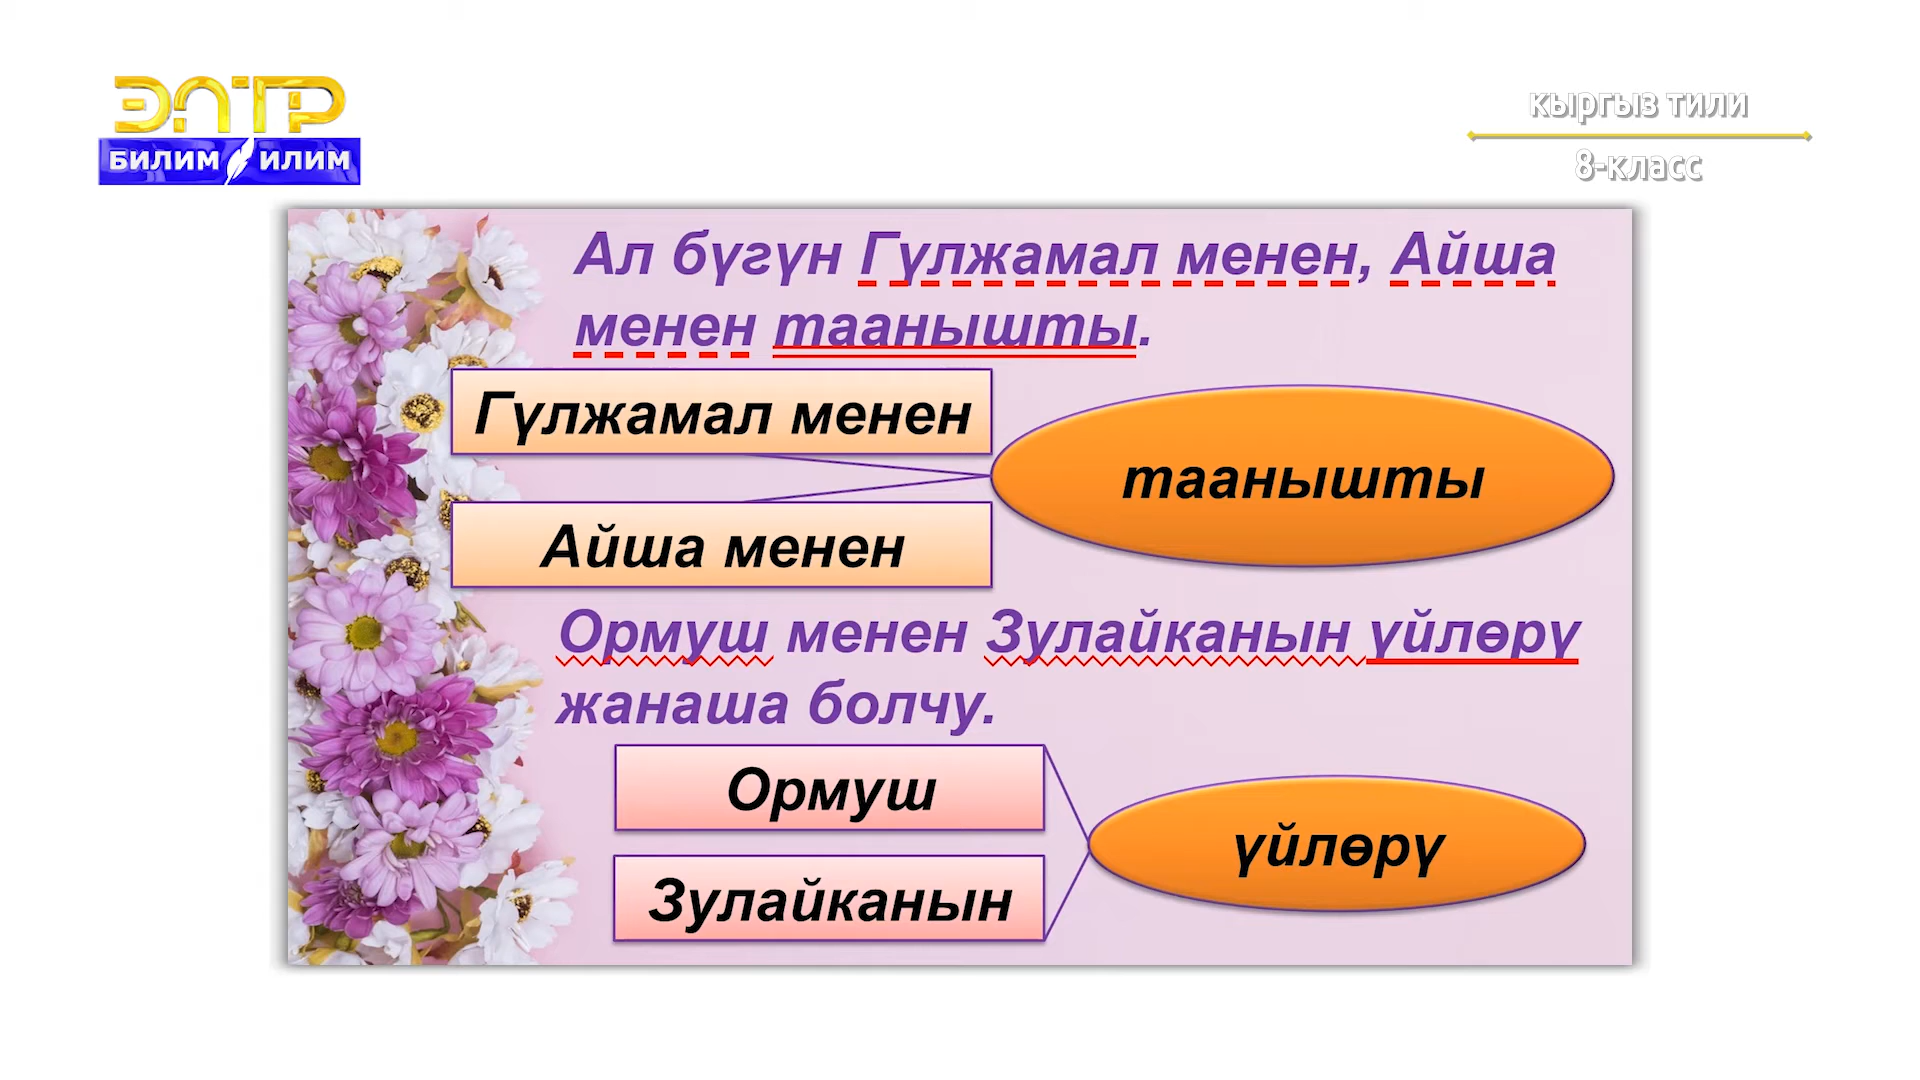 ЭЛТР
БИЛИМ ИЛИМ
кыргыз тили
8-класс
Ал бүгүн Гүлжамал менен, Айша
менен таанышты.
Гүлжамал менен
таанышты
Айша менен
Ормуш менен Зулайканын үйлөрү
жанаша болчу.
Ормуш
үйлөрү
Зулайканын